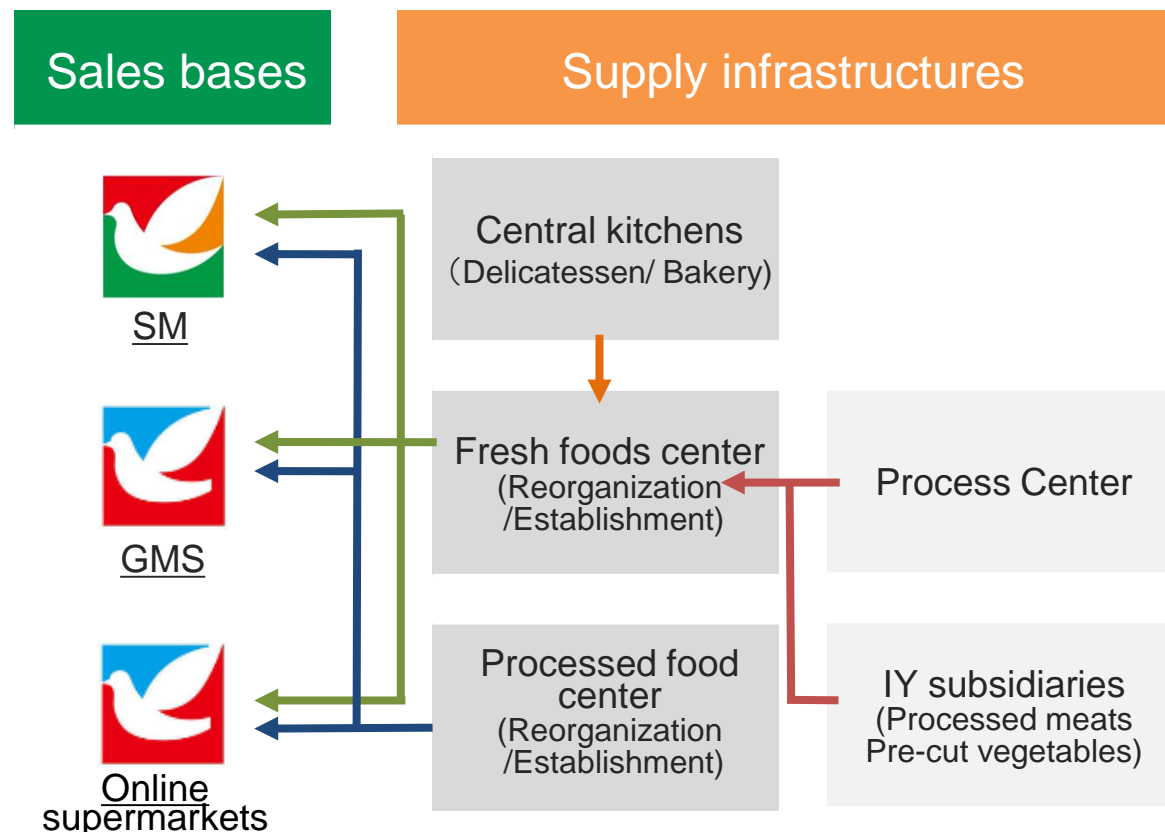 Sales bases
Supply infrastructures
SM
GMS
Online
supermarkets
Central kitchens
（Delicatessen/ Bakery)
Fresh foods center
(Reorganization
/Establishment)
Processed food
center
(Reorganization
/Establishment)
Process Center
IY subsidiaries
(Processed meats
Pre-cut vegetables)